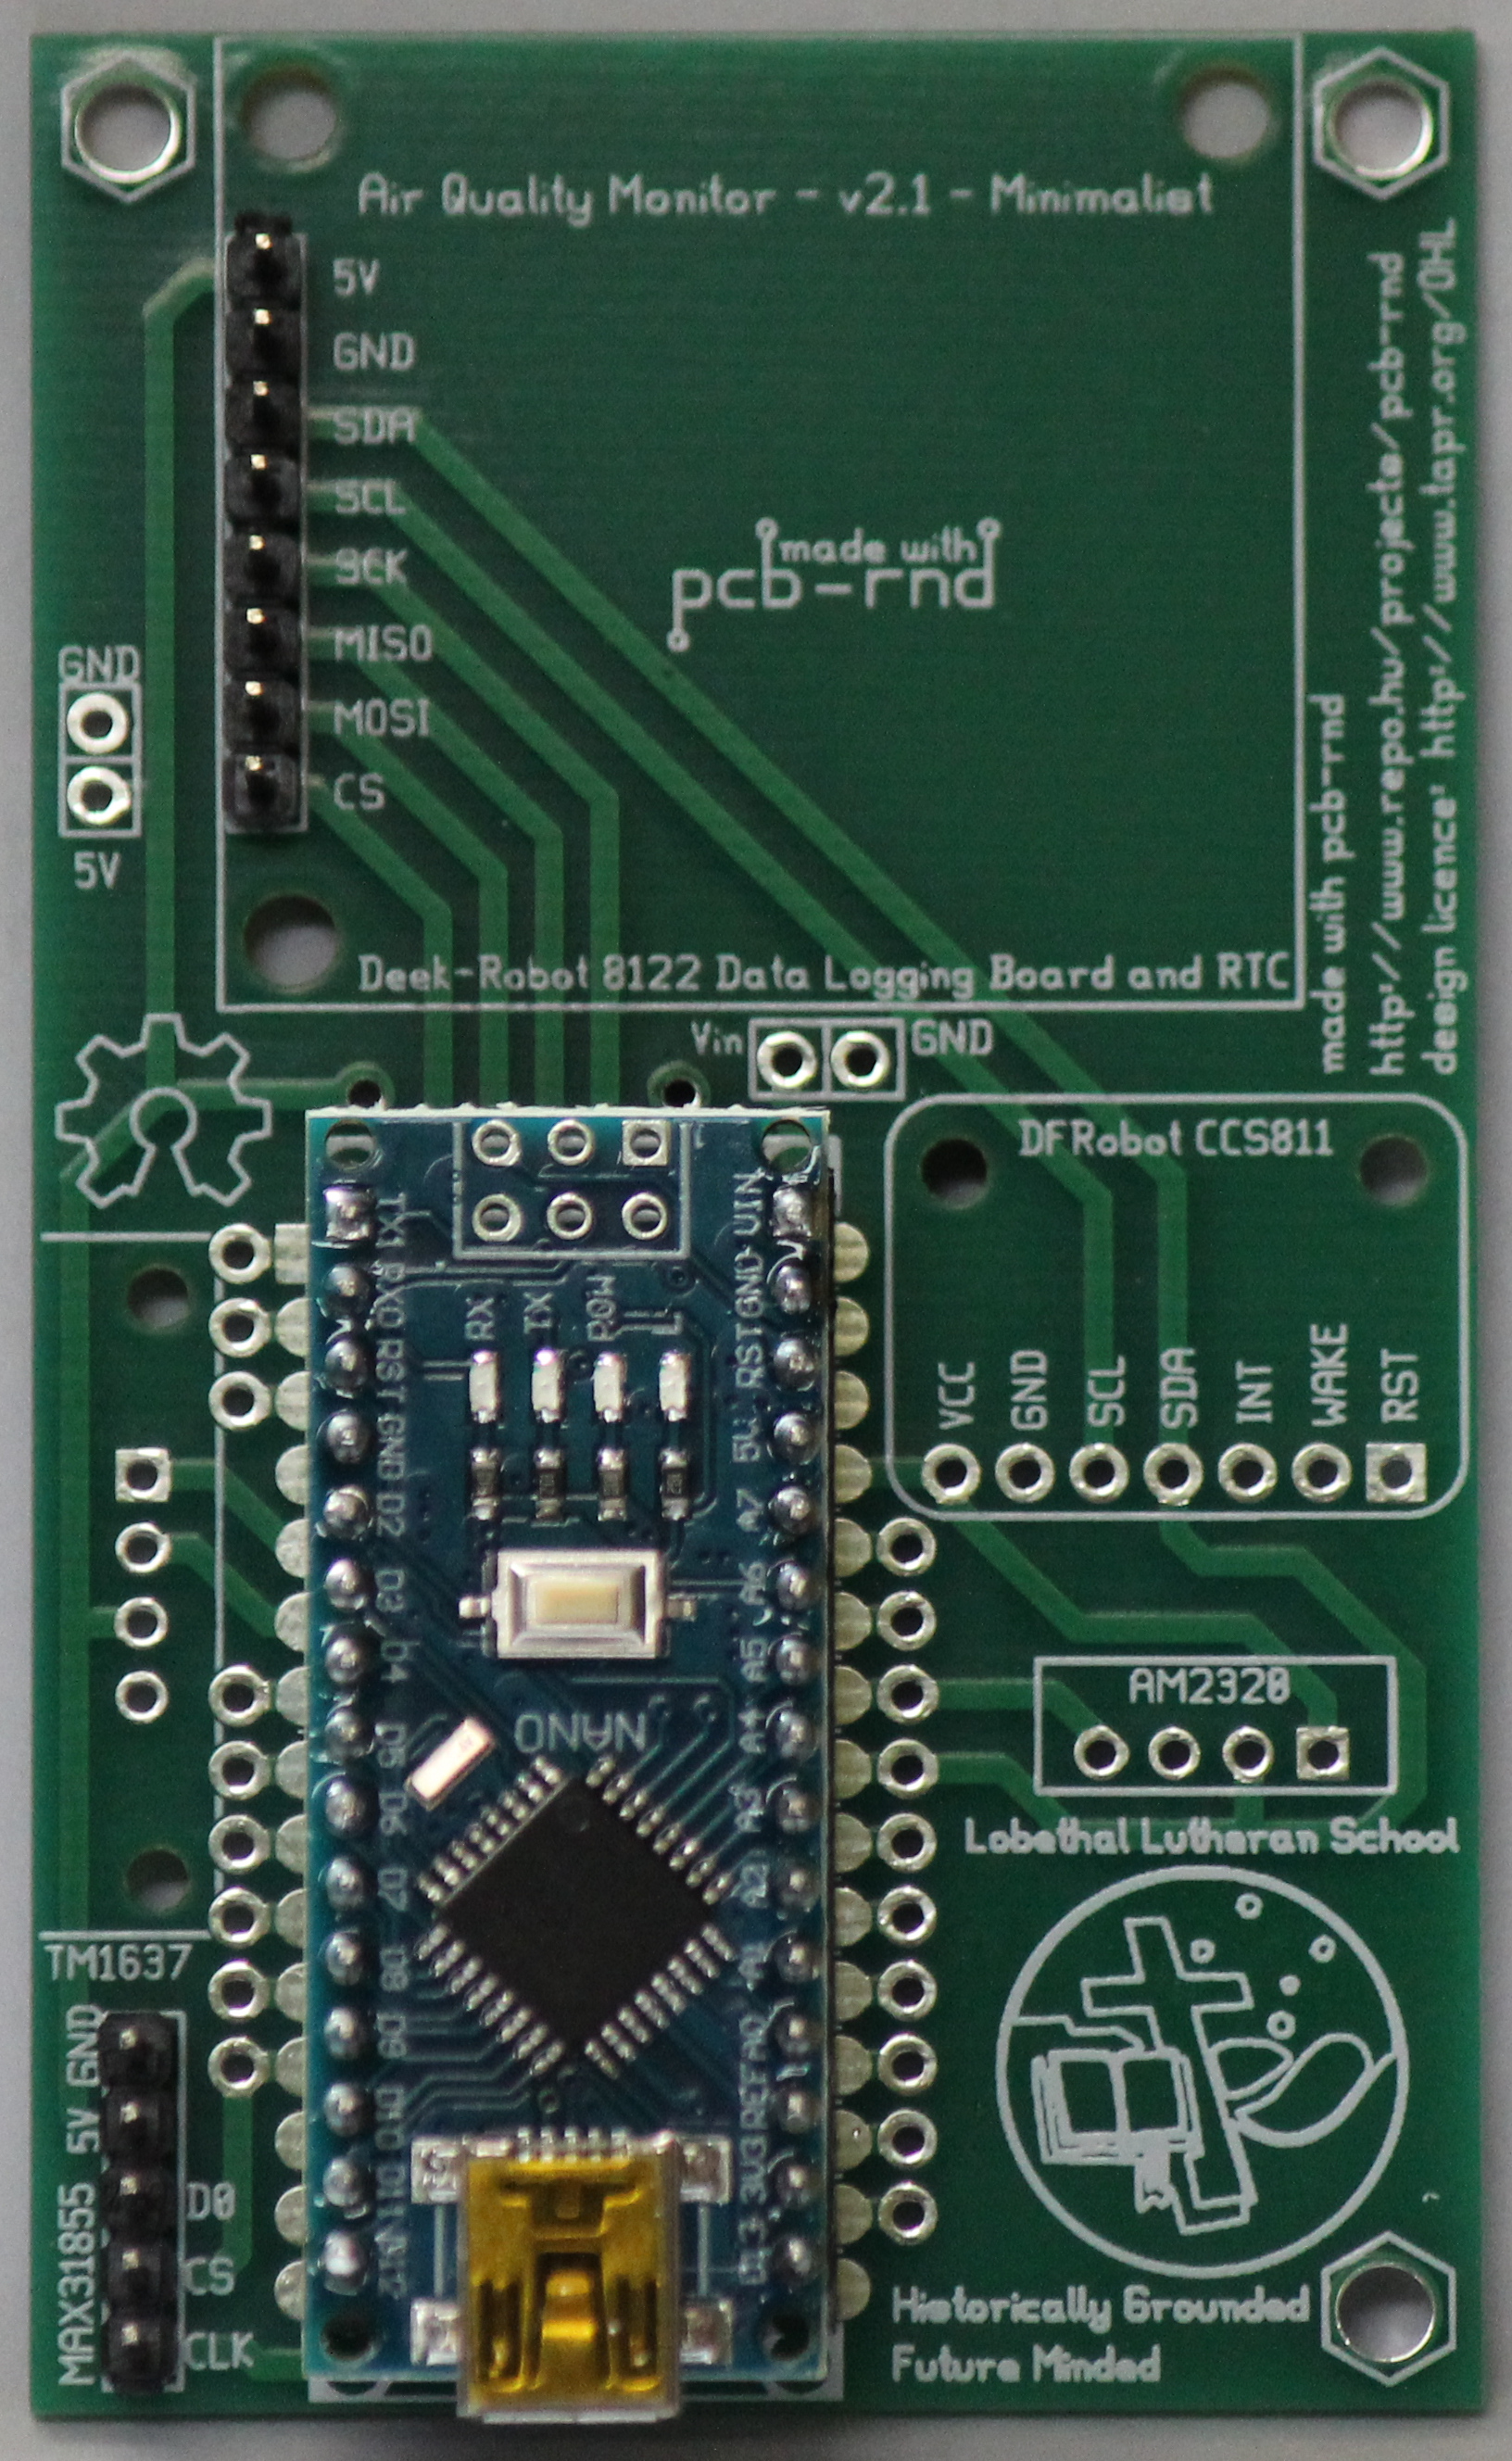 Air Quality Monitor - v2.1 - Minimalist
5V
GND
SDA
SCL
SCK
MISO
MOSI
CS
made with
pcb-rnd
GND
5V
Deek-Robot 8122 Data Logging Board and RTC
made with pcb-rnd
http://www.repo.hu/projects/pcb-rnd
design licence: http://www.tapr.org/OHL
Vin
GND
DFRobot CCS811
VCC
GND
SCL
SDA
INT
WAKE
RST
TX1
RX0
RST
GND
D2
D3
D4
D5
D6
D7
D8
D9
D10
D11
D12
RX
TX
POW
L
VIN
GND
RST
5V
A7
A6
A5
A4
A3
A2
A1
A0
REF
3V3
D13
NANO
AM2320
Lobethal Lutheran School
TM1637
MAX31855
5V
GND
DO
CS
CLK
Historically Grounded
Future Minded